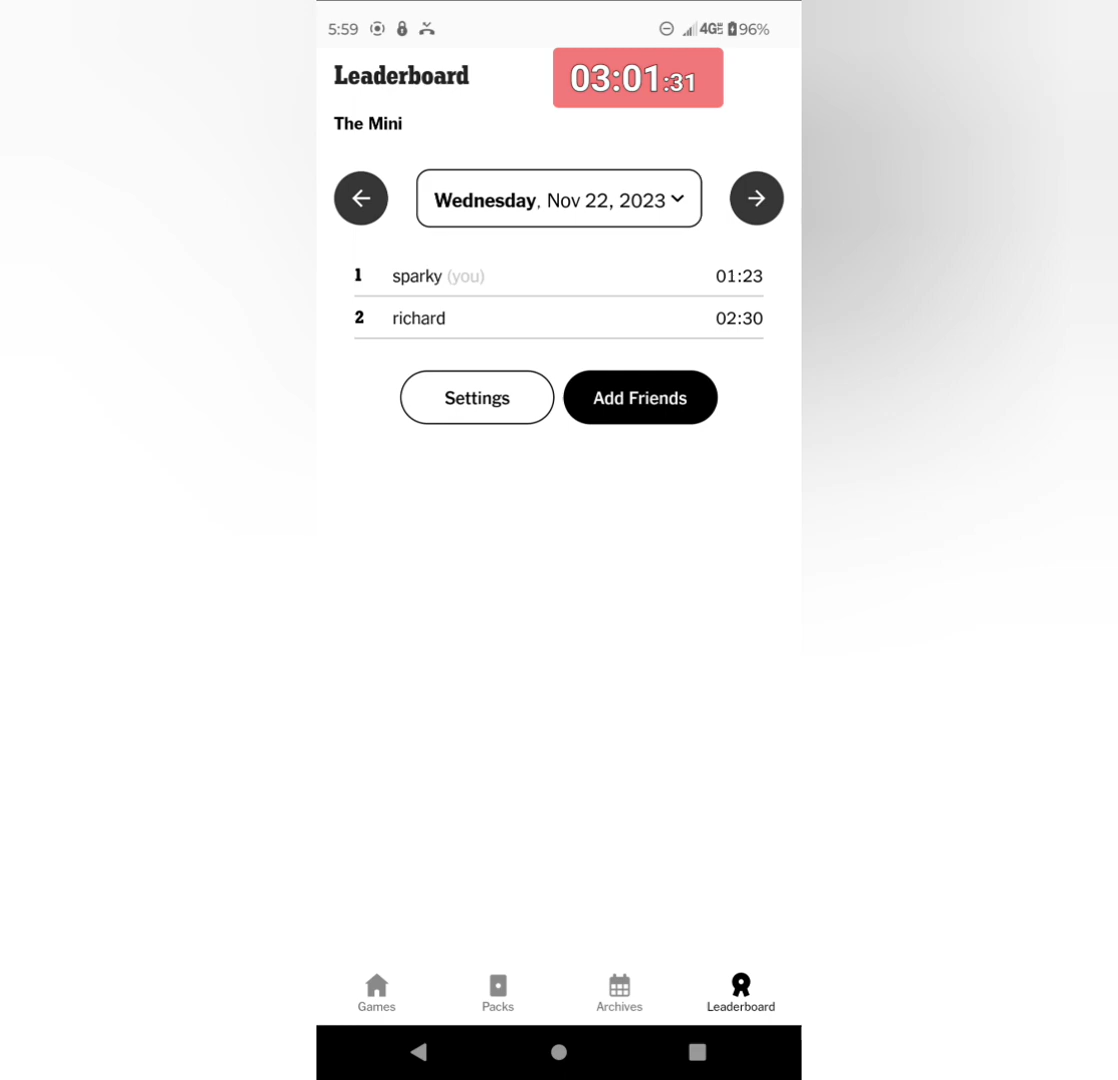 5:59 4G 96%
Leaderboard
03:01:31
The Mini
Wednesday, Nov 22, 2023
1 sparky (you) 01:23
2 richard 02:30
Settings Add Friends
Games Packs Archives Leaderboard